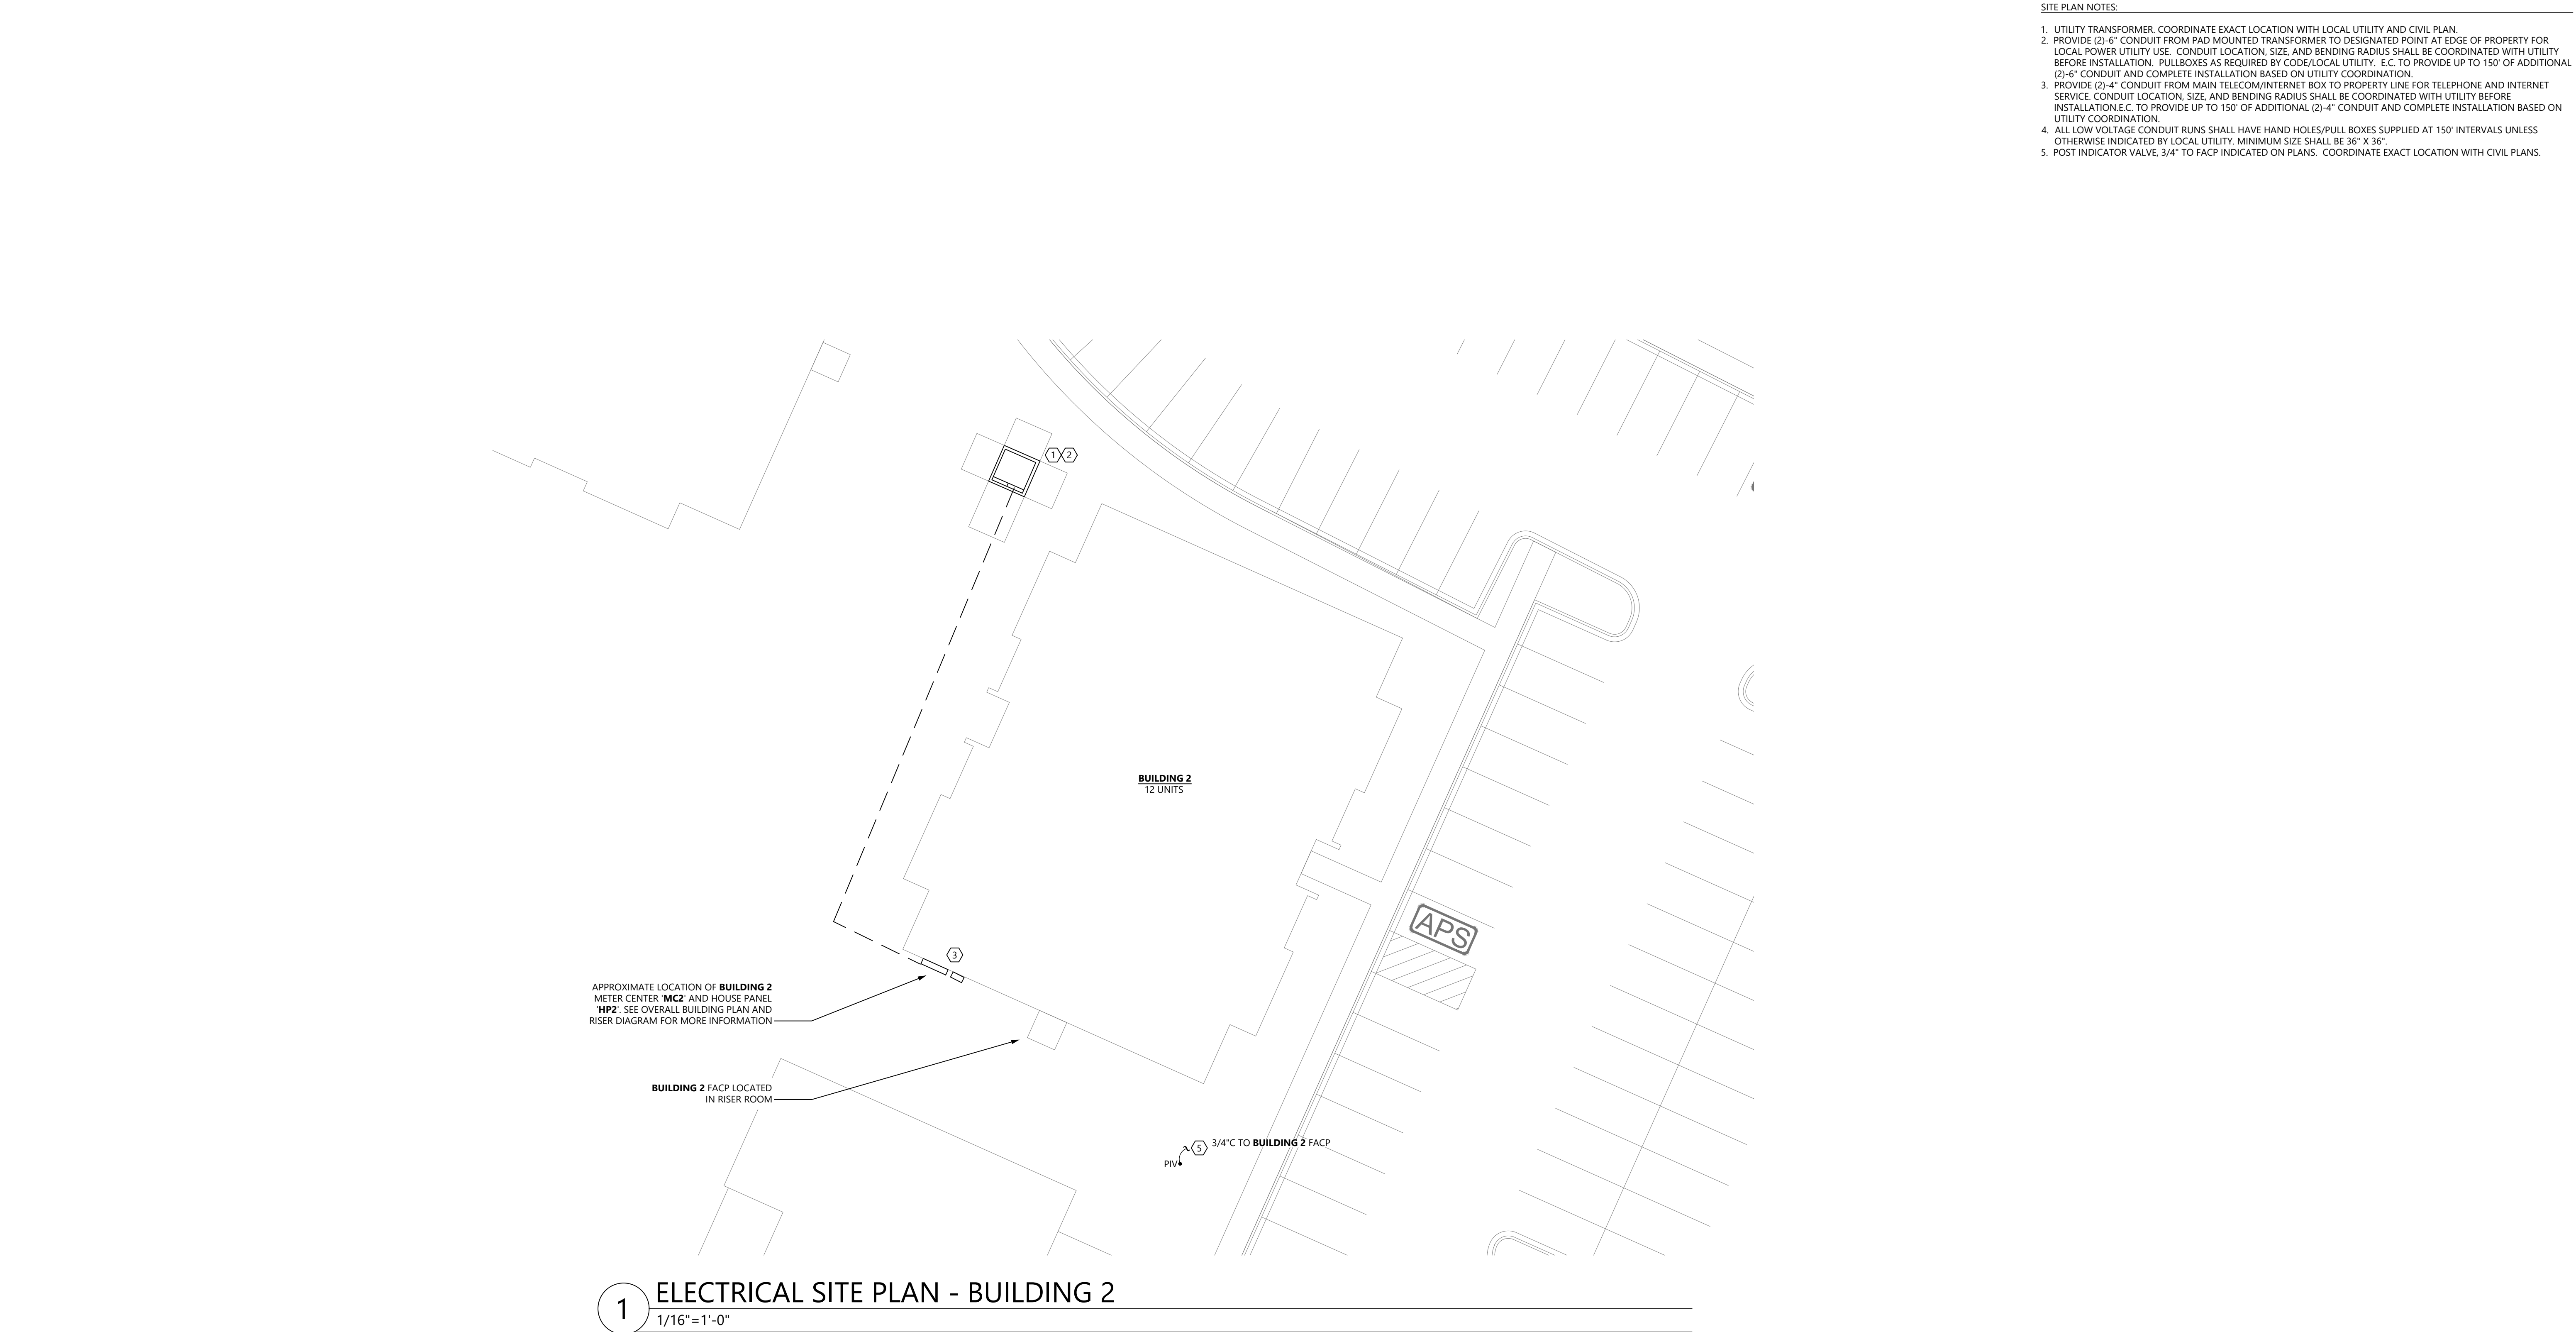 SITE PLAN NOTES:
1. UTILITY TRANSFORMER. COORDINATE EXACT LOCATION WITH LOCAL UTILITY AND CIVIL PLAN.
2. PROVIDE (2)-6" CONDUIT FROM PAD MOUNTED TRANSFORMER TO DESIGNATED POINT AT EDGE OF PROPERTY FOR
LOCAL POWER UTILITY USE. CONDUIT LOCATION, SIZE, AND BENDING RADIUS SHALL BE COORDINATED WITH UTILITY
BEFORE INSTALLATION. PULLBOXES AS REQUIRED BY CODE/LOCAL UTILITY. E.C. TO PROVIDE UP TO 150' OF ADDITIONAL
(2)-6" CONDUIT AND COMPLETE INSTALLATION BASED ON UTILITY COORDINATION.
3. PROVIDE (2)-4" CONDUIT FROM MAIN TELECOM/INTERNET BOX TO PROPERTY LINE FOR TELEPHONE AND INTERNET
SERVICE. CONDUIT LOCATION, SIZE, AND BENDING RADIUS SHALL BE COORDINATED WITH UTILITY BEFORE
INSTALLATION.E.C. TO PROVIDE UP TO 150' OF ADDITIONAL (2)-4" CONDUIT AND COMPLETE INSTALLATION BASED ON
UTILITY COORDINATION.
4. ALL LOW VOLTAGE CONDUIT RUNS SHALL HAVE HAND HOLES/PULL BOXES SUPPLIED AT 150' INTERVALS UNLESS
OTHERWISE INDICATED BY LOCAL UTILITY. MINIMUM SIZE SHALL BE 36" X 36".
5. POST INDICATOR VALVE, 3/4" TO FACP INDICATED ON PLANS. COORDINATE EXACT LOCATION WITH CIVIL PLANS.
1 2
BUILDING 2
12 UNITS
APS
3
APPROXIMATE LOCATION OF BUILDING 2
METER CENTER 'MC2' AND HOUSE PANEL
'HP2'. SEE OVERALL BUILDING PLAN AND
RISER DIAGRAM FOR MORE INFORMATION
BUILDING 2 FACP LOCATED
IN RISER ROOM
5 3/4"C TO BUILDING 2 FACP
PIV
1 ELECTRICAL SITE PLAN - BUILDING 2
1/16"=1'-0"